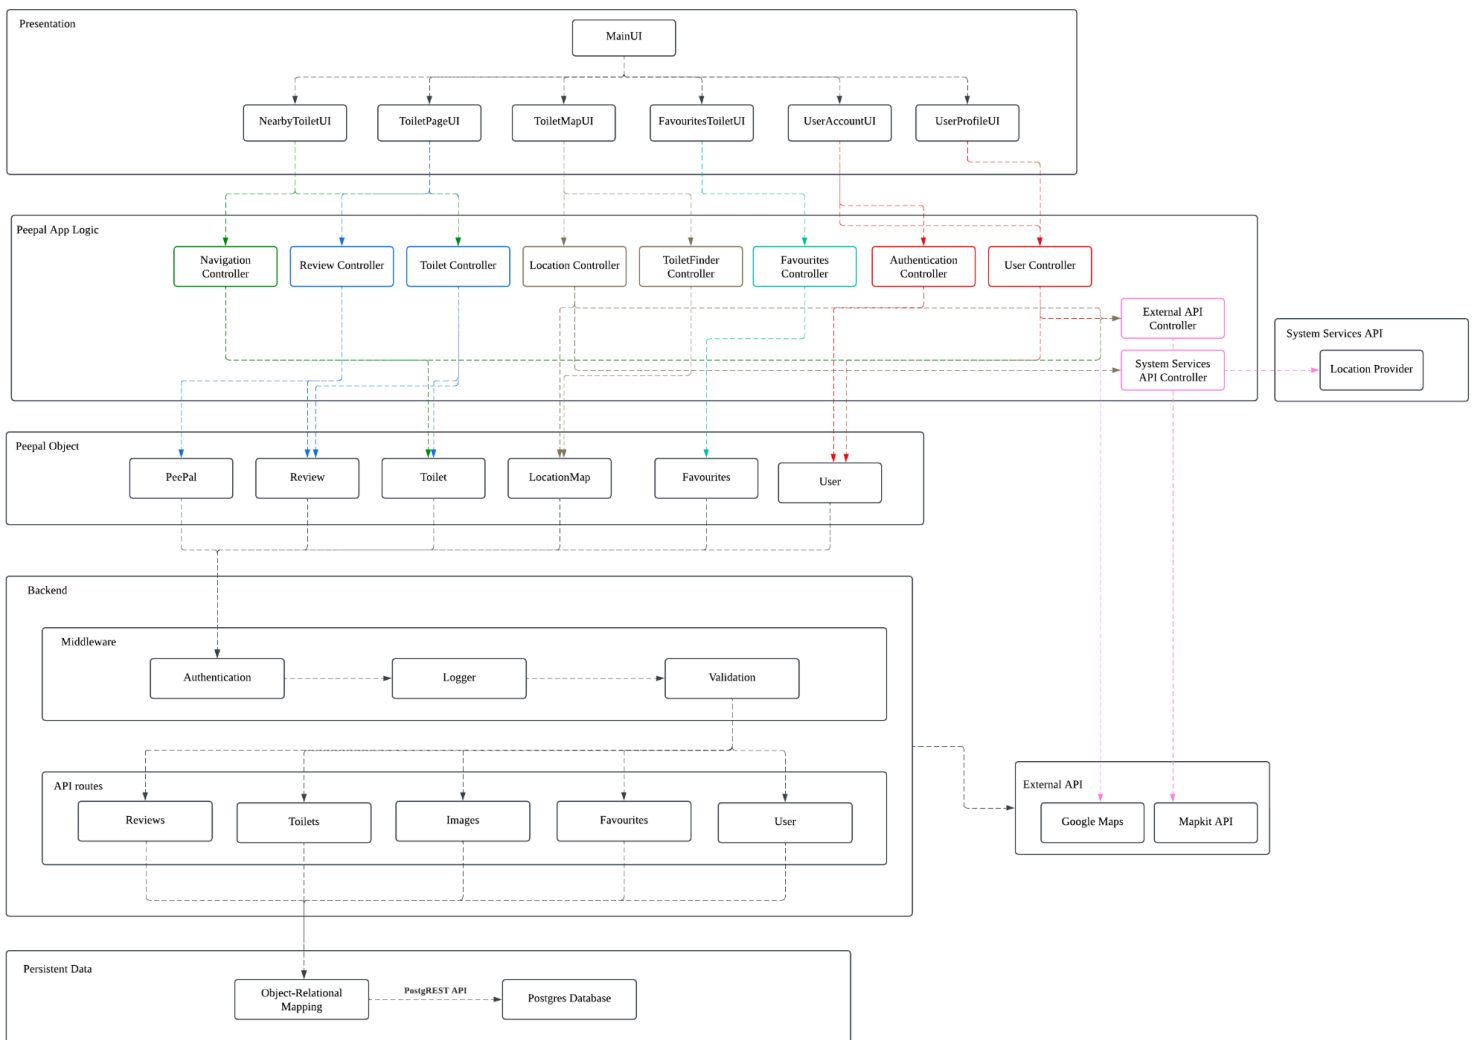 Presentation
MainUI
NearbyToiletUI
ToiletPageUI
ToiletMapUI
FavouritesToiletUI
UserAccountUI
UserProfileUI
Peepal App Logic
Navigation
Controller
Review Controller
Toilet Controller
Location Controller
ToiletFinder
Controller
Favourites
Controller
Authentication
Controller
User Controller
External API
Controller
System Services
API Controller
System Services API
Location Provider
Peepal Object
PeePal
Review
Toilet
LocationMap
Favourites
User
Backend
Middleware
Authentication
Logger
Validation
API routes
Reviews
Toilets
Images
Favourites
User
External API
Google Maps
Mapkit API
Persistent Data
Object-Relational
Mapping
PostgREST API
Postgres Database